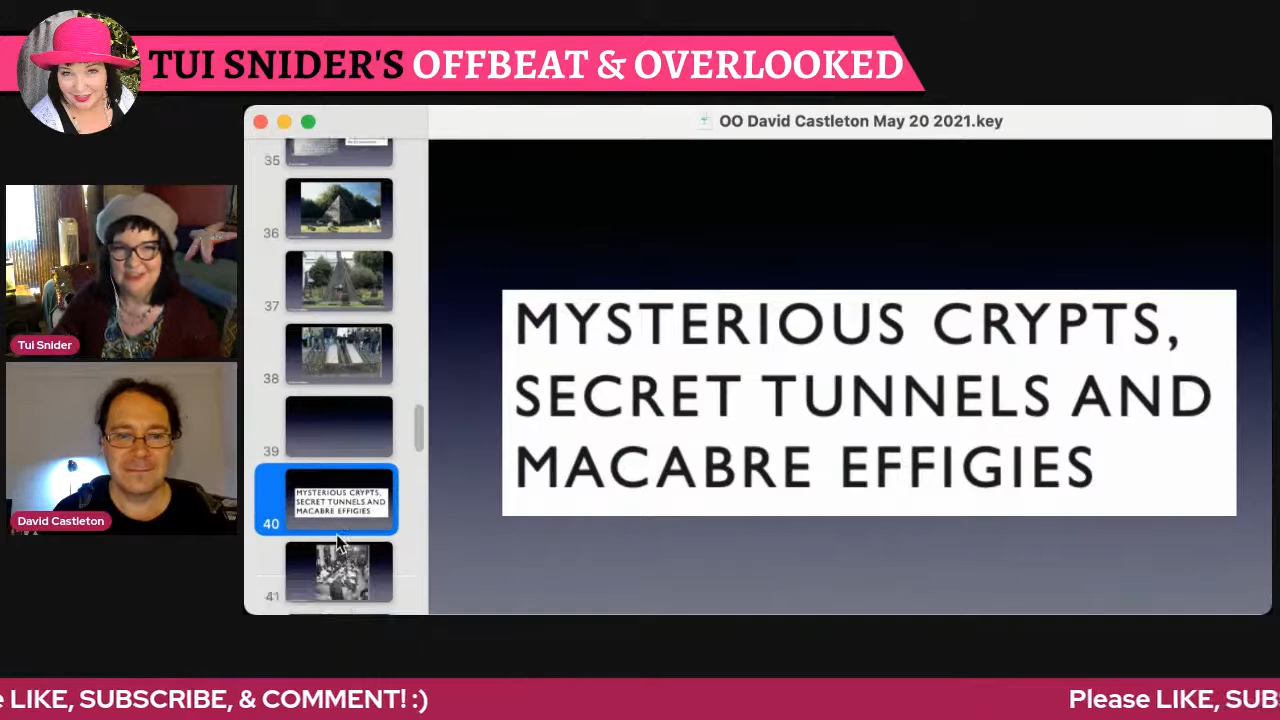 TUI SNIDER'S OFFBEAT & OVERLOOKED
OO David Castleton May 20 2021.key
35
36
37
38
39
40
41
MYSTERIOUS CRYPTS,
SECRET TUNNELS AND
MACABRE EFFIGIES
MYSTERIOUS CRYPTS,
SECRET TUNNELS AND
MACABRE EFFIGIES
Tui Snider
David Castleton
e LIKE, SUBSCRIBE, & COMMENT! :)
Please LIKE, SUBS